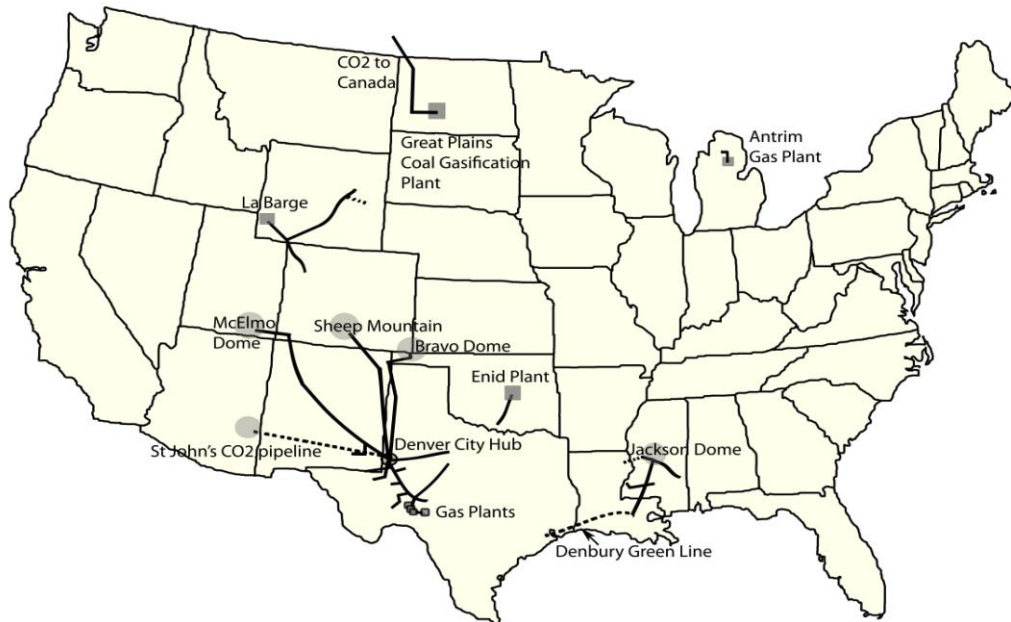 CO2 to
Canada
Great Plains
Coal Gasification
Plant
Antrim
Gas Plant
La Barge
McElmo
Dome
Sheep Mountain
Bravo Dome
Enid Plant
St John's CO2 pipeline
Denver City Hub
Jackson Dome
Gas Plants
Denbury Green Line